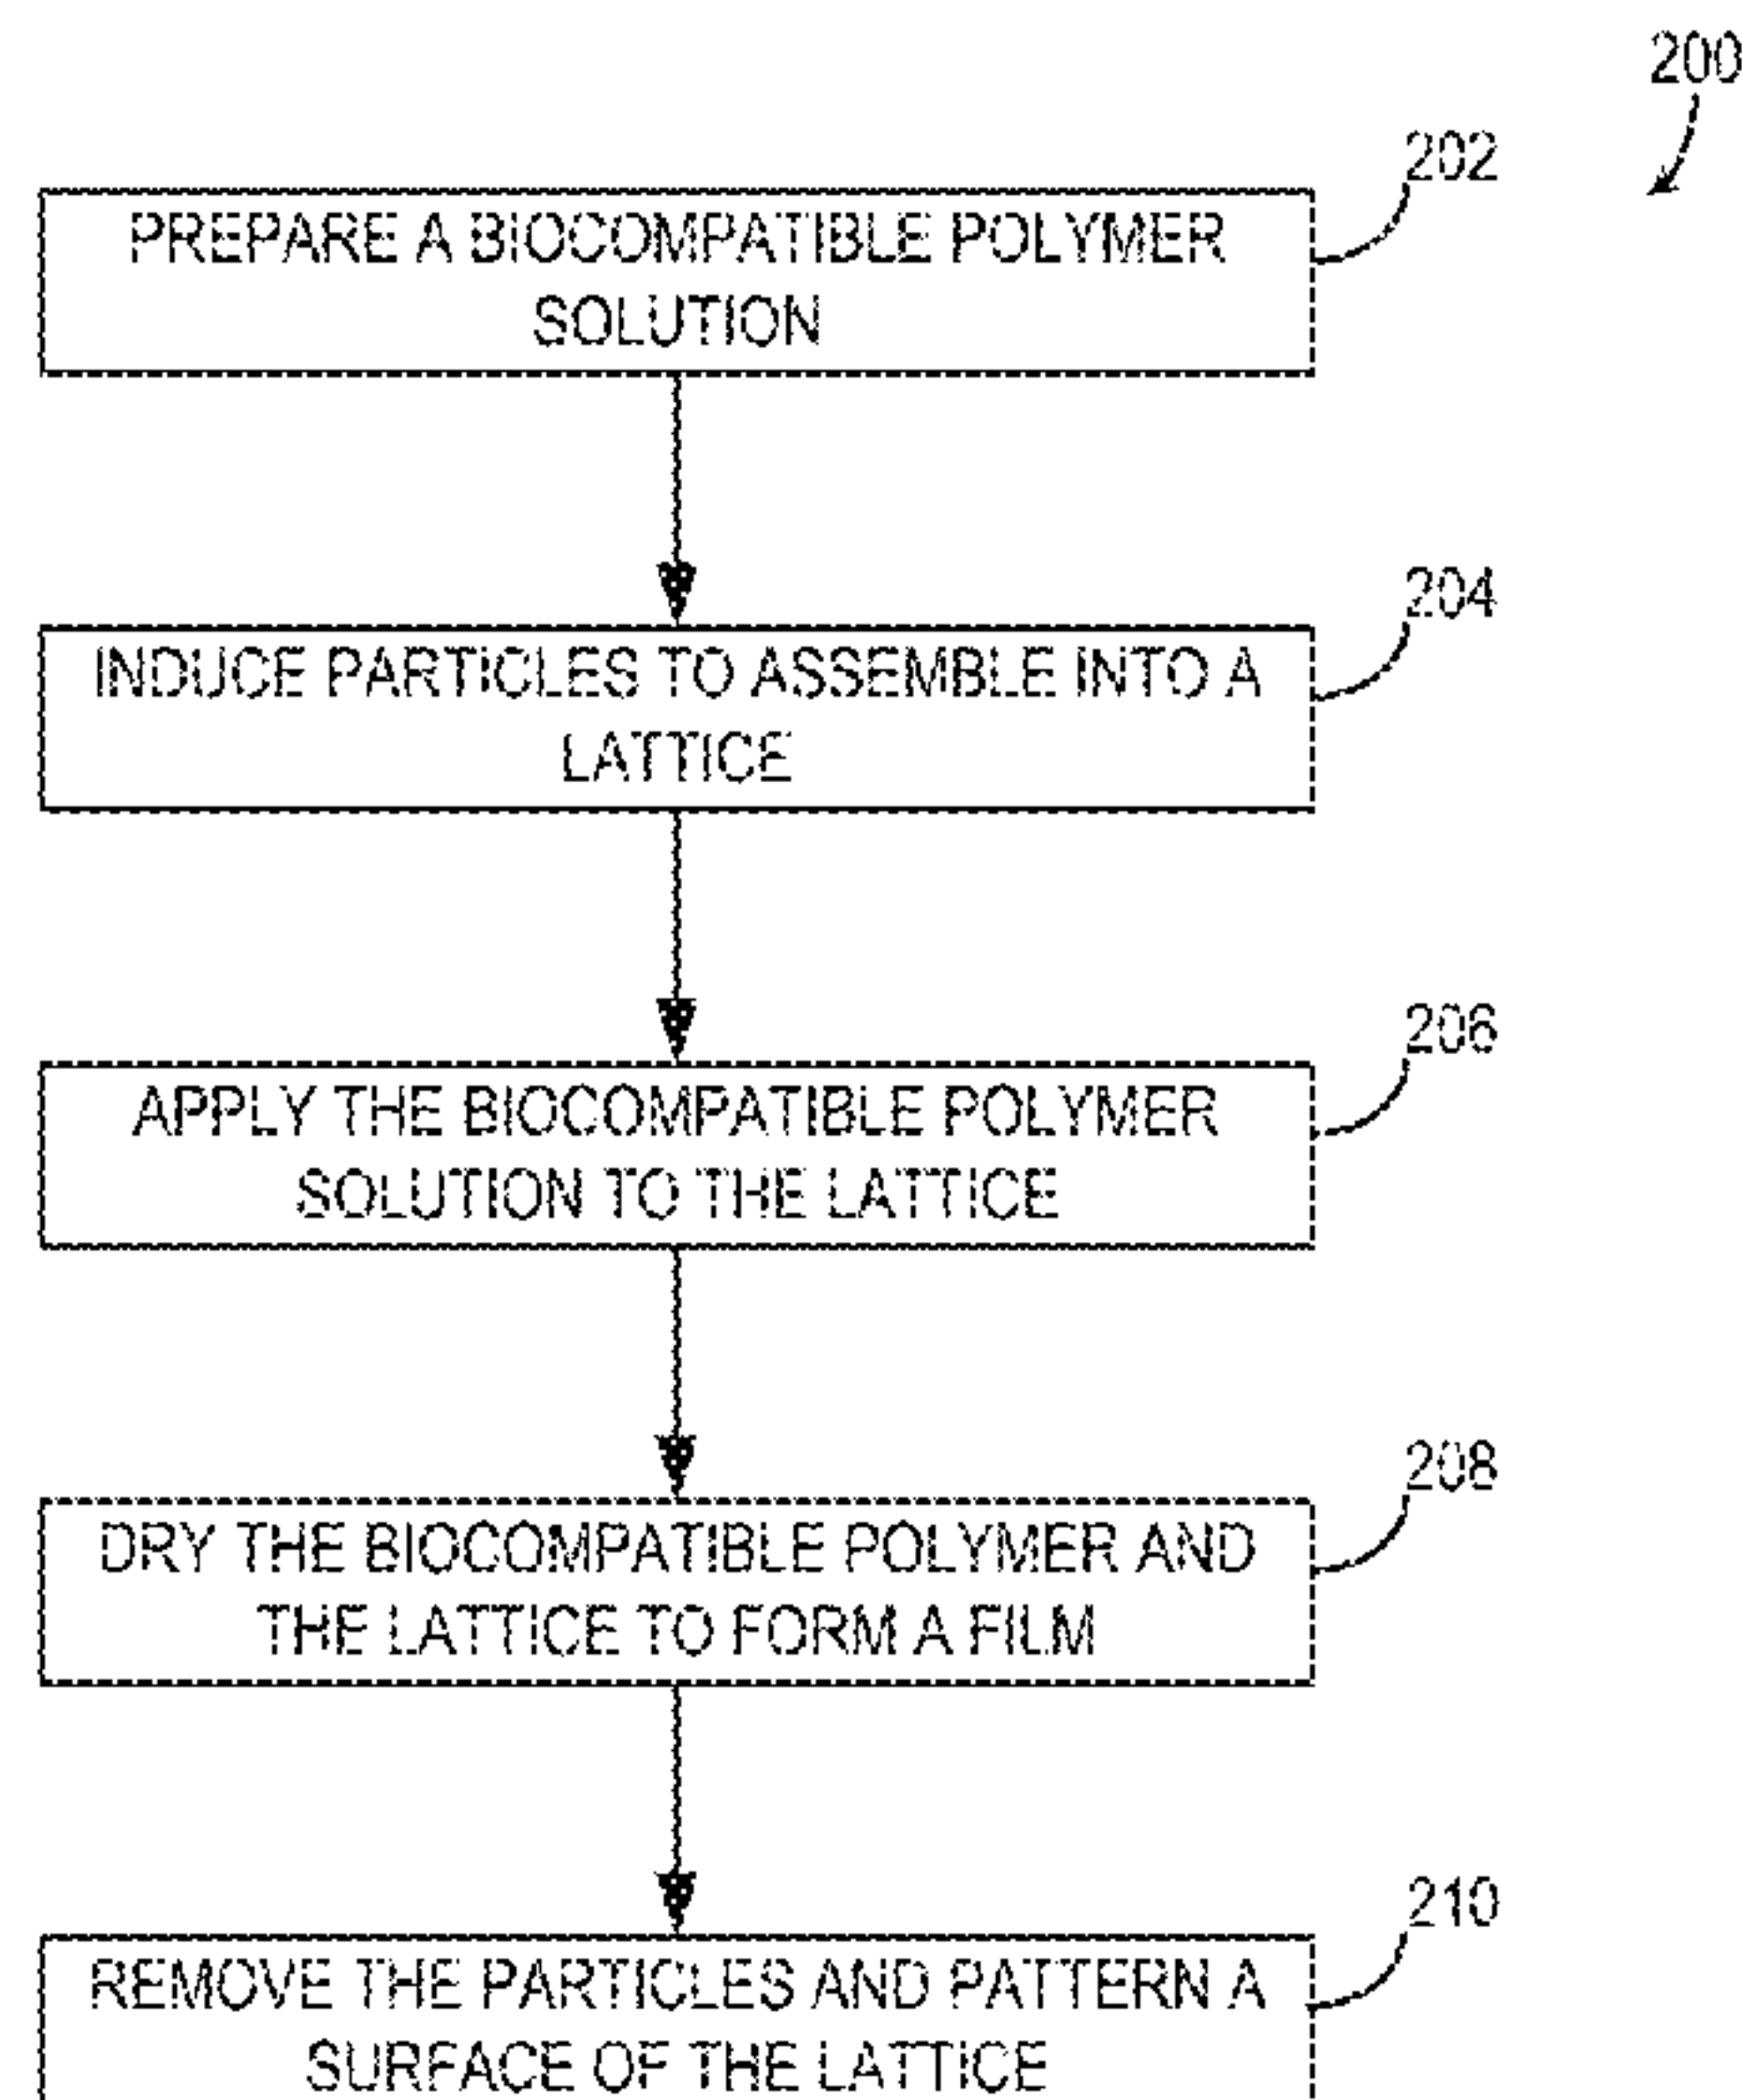 200
202
PREPARE A BIOCOMPATIBLE POLYMER
SOLUTION
204
INDUCE PARTICLES TO ASSEMBLE INTO A
LATTICE
206
APPLY THE BIOCOMPATIBLE POLYMER
SOLUTION TO THE LATTICE
208
DRY THE BIOCOMPATIBLE POLYMER AND
THE LATTICE TO FORM A FILM
210
REMOVE THE PARTICLES AND PATTERN A
SURFACE OF THE LATTICE